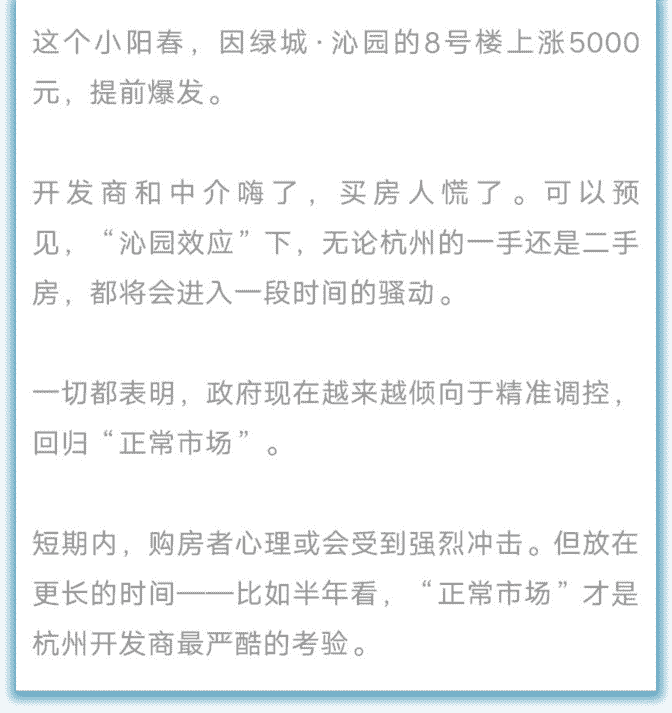 这个小阳春，因绿城·沁园的8号楼上涨5000
元，提前爆发。
开发商和中介嗨了，买房人慌了。可以预
见，“沁园效应”下，无论杭州的一手还是二手
房，都将会进入一段时间的骚动。
一切都表明，政府现在越来越倾向于精准调控，
回归“正常市场”。
短期内，购房者心理或会受到强烈冲击。但放在
更长的时间——比如半年看，“正常市场”才是
杭州开发商最严酷的考验。